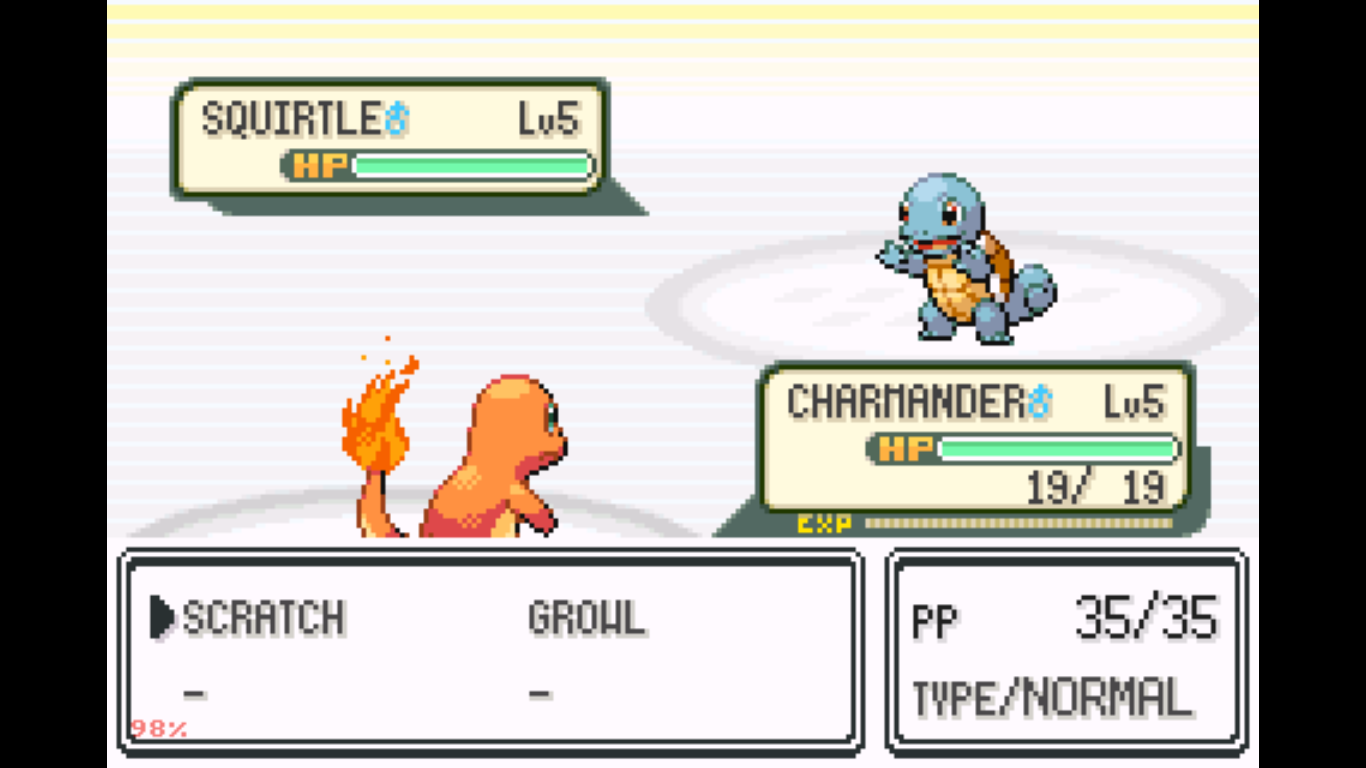 SQUIRTLE♂ Lv5
HP
CHARMANDER♂ Lv5
HP
19/ 19
EXP
▶SCRATCH GROWL
- -
98%
PP 35/35
TYPE/NORMAL